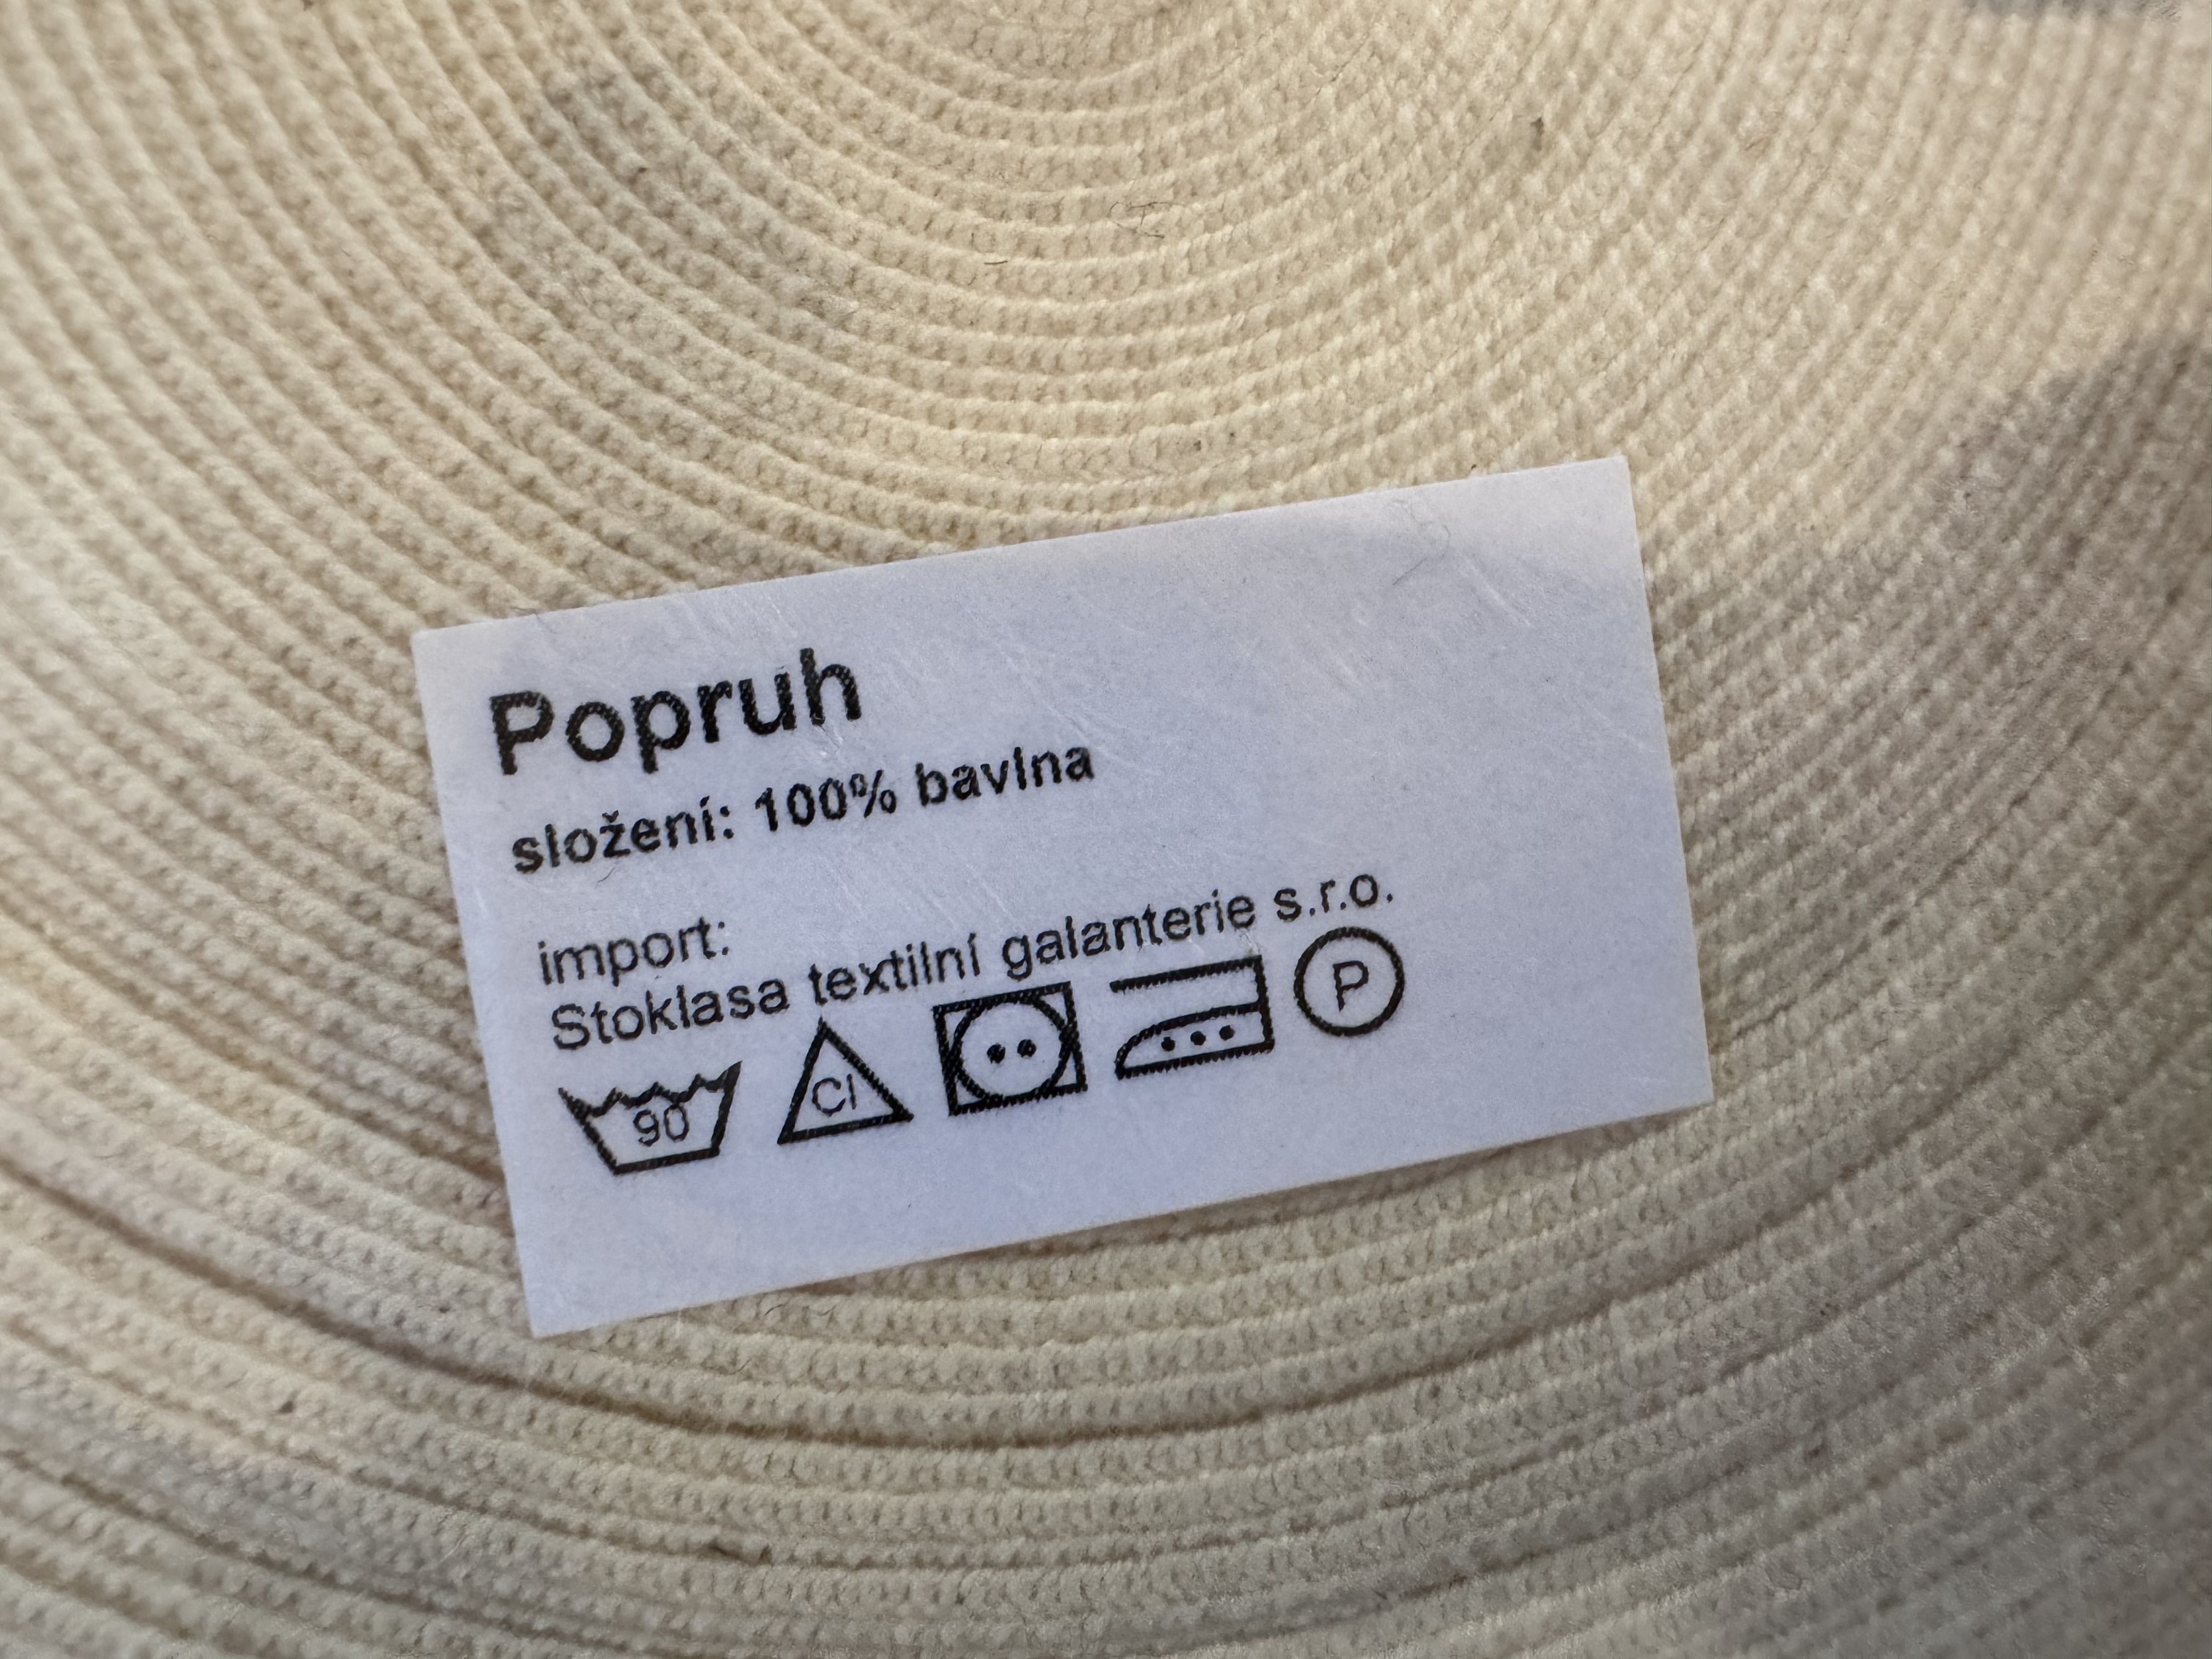 Popruh
složení: 100% bavlna
import:
Stoklasa textilní galanterie s.r.o.
90 Cl P